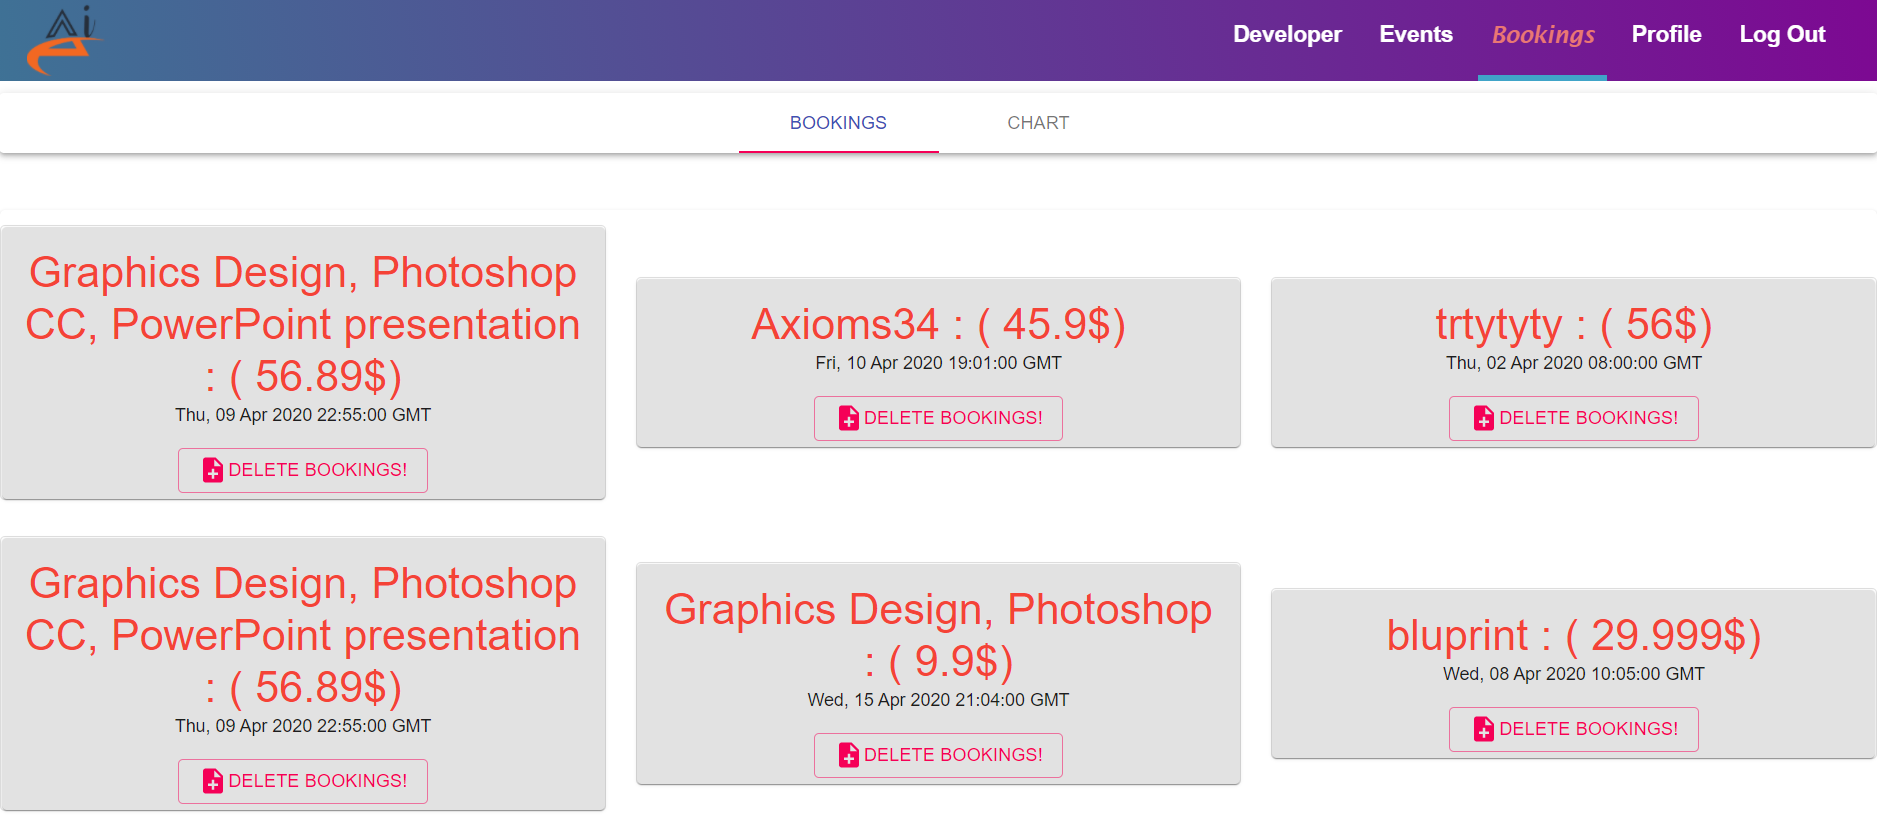 Ai
Developer Events Bookings Profile Log Out
BOOKINGS CHART
Graphics Design, Photoshop
CC, PowerPoint presentation
: ( 56.89$)
Thu, 09 Apr 2020 22:55:00 GMT
DELETE BOOKINGS!
Axioms34 : ( 45.9$)
Fri, 10 Apr 2020 19:01:00 GMT
DELETE BOOKINGS!
trtytyty : ( 56$)
Thu, 02 Apr 2020 08:00:00 GMT
DELETE BOOKINGS!
Graphics Design, Photoshop
CC, PowerPoint presentation
: ( 56.89$)
Thu, 09 Apr 2020 22:55:00 GMT
DELETE BOOKINGS!
Graphics Design, Photoshop
: ( 9.9$)
Wed, 15 Apr 2020 21:04:00 GMT
DELETE BOOKINGS!
bluprint : ( 29.999$)
Wed, 08 Apr 2020 10:05:00 GMT
DELETE BOOKINGS!